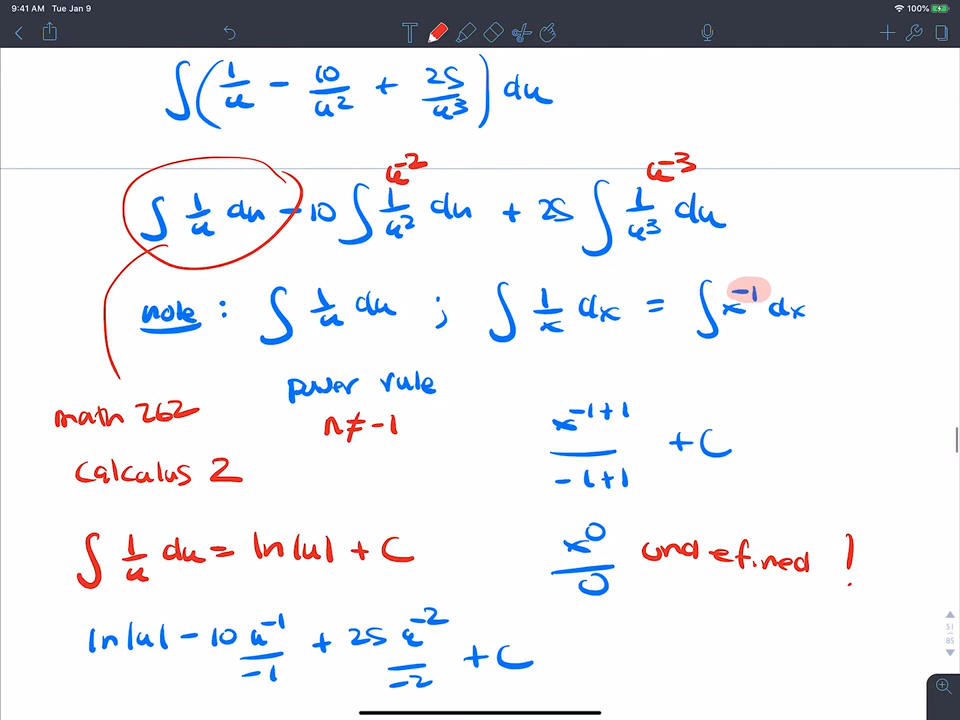 9:41 AM Tue Jan 9 100%
∫(1/u - 10/u² + 25/u³) du
u⁻² u⁻³
∫ 1/u du - 10 ∫ 1/u² du + 25 ∫ 1/u³ du
note : ∫ 1/u du ; ∫ 1/x dx = ∫ x⁻¹ dx
power rule
math 262 n ≠ -1 x⁻¹⁺¹/(-1+1) + C
Calculus 2
∫ 1/u du = ln|u| + C x⁰/0 undefined !
ln|u| - 10 u⁻¹/-1 + 25 u⁻²/-2 + C
51
85